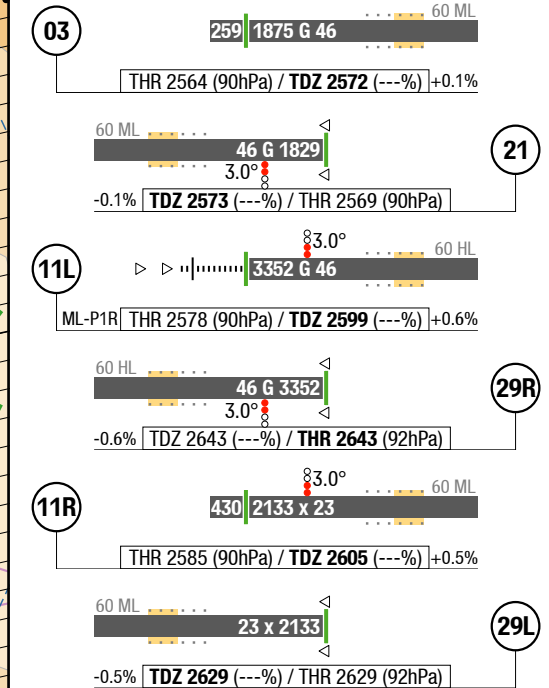 60 ML
03
259 1875 G 46
THR 2564 (90hPa) / TDZ 2572 (---%) +0.1%
60 ML
46 G 1829
21
3.0°
-0.1% TDZ 2573 (---%) / THR 2569 (90hPa)
3.0°
60 HL
11L
3352 G 46
ML-P1R THR 2578 (90hPa) / TDZ 2599 (---%) +0.6%
60 HL
46 G 3352
29R
3.0°
-0.6% TDZ 2643 (---%) / THR 2643 (92hPa)
3.0°
60 ML
11R
430 2133 x 23
THR 2585 (90hPa) / TDZ 2605 (---%) +0.5%
60 ML
23 x 2133
29L
-0.5% TDZ 2629 (---%) / THR 2629 (92hPa)